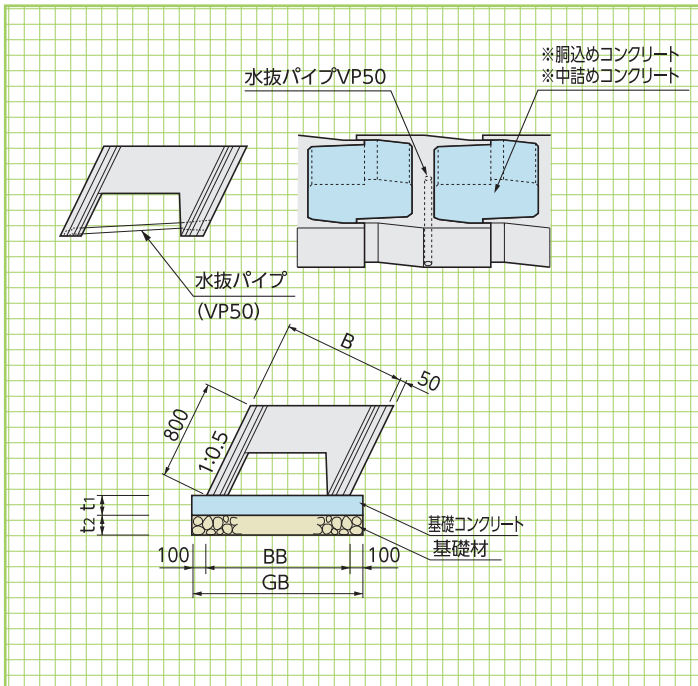 ※胴込めコンクリート
※中詰めコンクリート
水抜パイプVP50
水抜パイプ
(VP50)
B
50
800
1:0.5
t1
t2
基礎コンクリート
基礎材
100
BB
100
GB